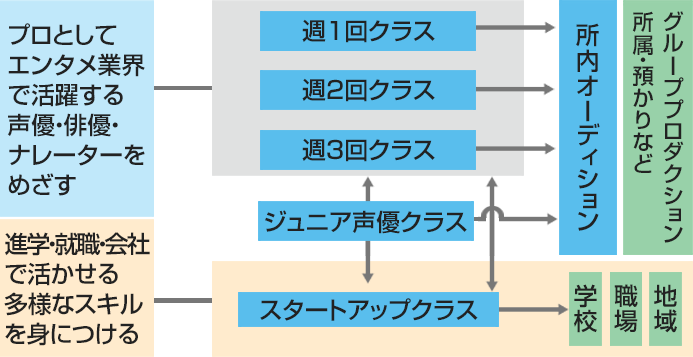 プロとして
エンタメ業界
で活躍する
声優・俳優・
ナレーターを
めざす
週1回クラス
週2回クラス
週3回クラス
ジュニア声優クラス
所内オーディション
グループプロダクション
所属・預かりなど
進学・就職・会社
で活かせる
多様なスキル
を身につける
スタートアップクラス
学校
職場
地域